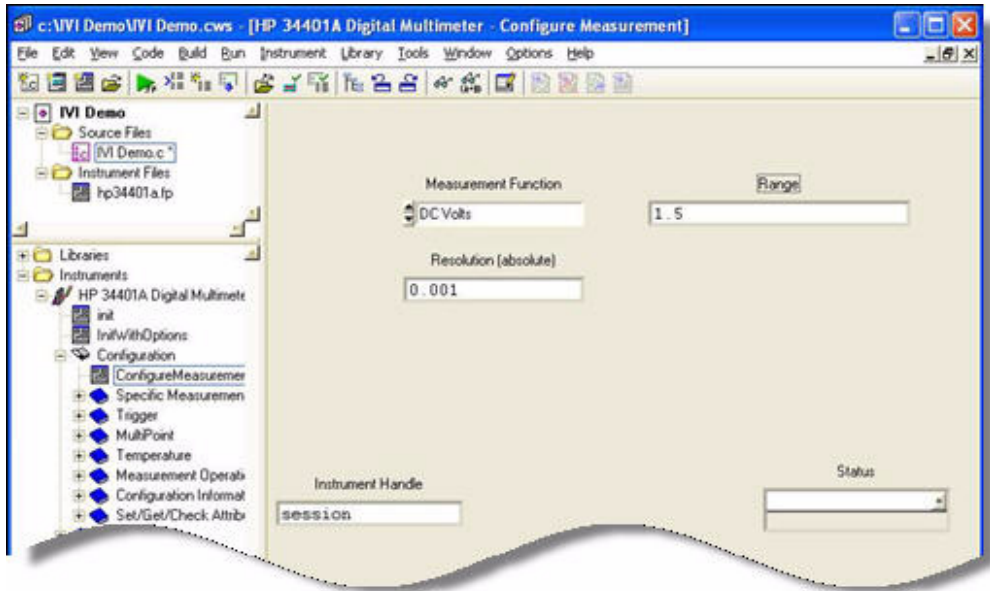 c:\IVI Demo\IVI Demo.cws - [HP 34401A Digital Multimeter - Configure Measurement]
File Edit View Code Build Run Instrument Library Tools Window Options Help
IVI Demo
Source Files
IVI Demo.c *
Instrument Files
hp34401a.fp
Libraries
Instruments
HP 34401A Digital Multimete
init
InitWithOptions
Configuration
ConfigureMeasuremer
Specific Measuremen
Trigger
MultiPoint
Temperature
Measurement Operati
Configuration Informat
Set/Get/Check Attrib
Measurement Function
DC Volts
Range
1.5
Resolution (absolute)
0.001
Instrument Handle
session
Status